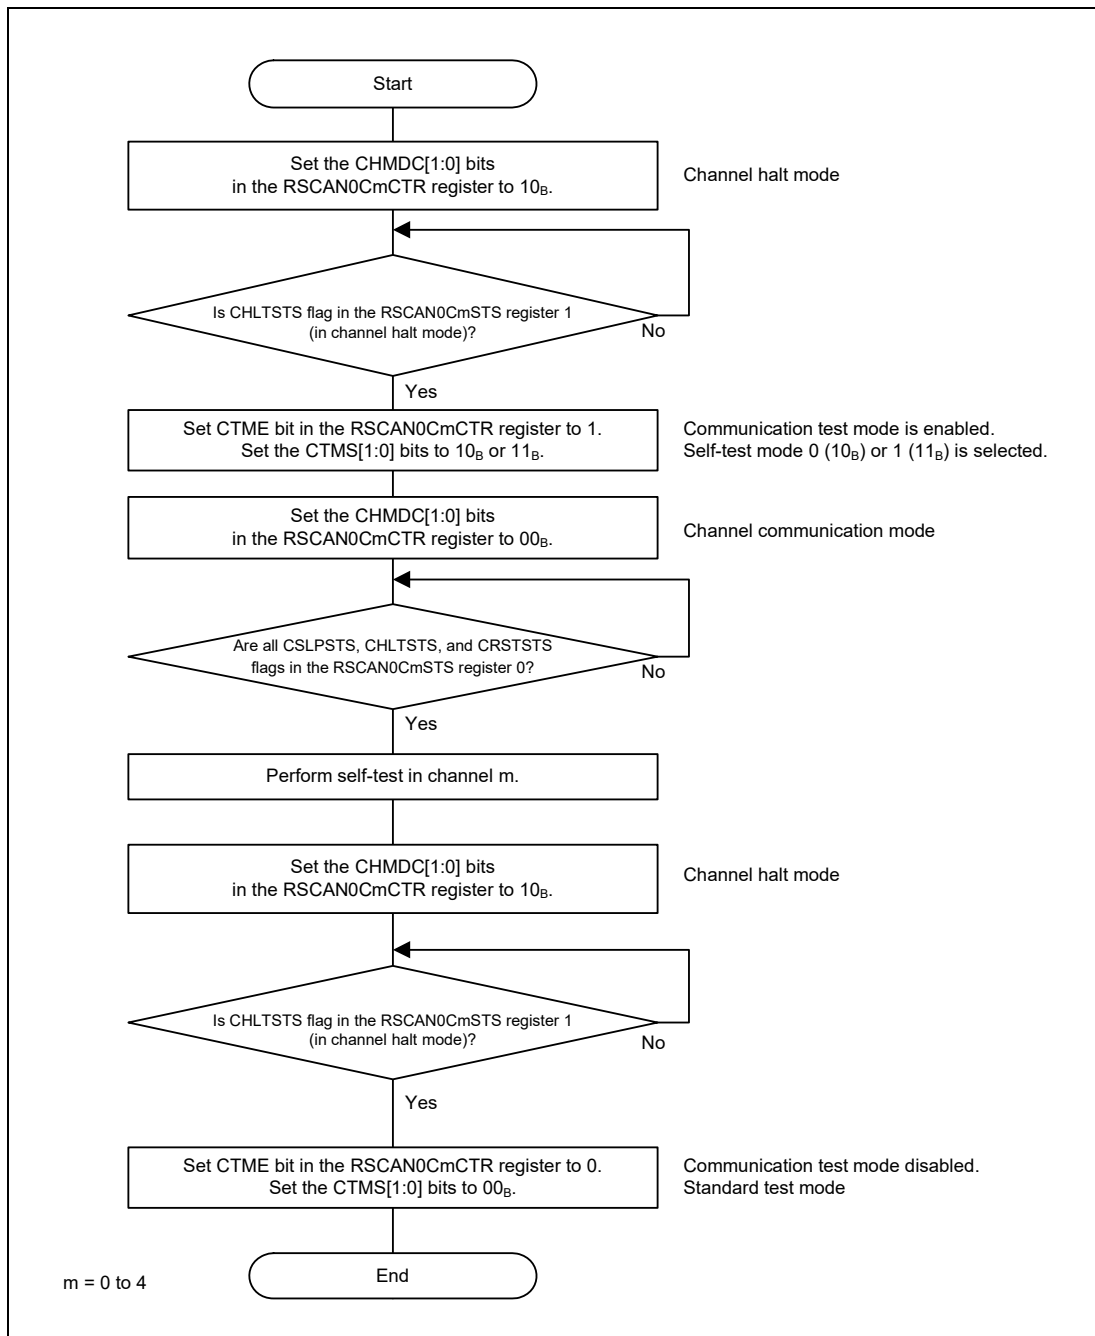 Start
Set the CHMDC[1:0] bits
in the RSCAN0CmCTR register to 10B.
Channel halt mode
Is CHLTSTS flag in the RSCAN0CmSTS register 1
(in channel halt mode)?
No
Yes
Set CTME bit in the RSCAN0CmCTR register to 1.
Set the CTMS[1:0] bits to 10B or 11B.
Communication test mode is enabled.
Self-test mode 0 (10B) or 1 (11B) is selected.
Set the CHMDC[1:0] bits
in the RSCAN0CmCTR register to 00B.
Channel communication mode
Are all CSLPSTS, CHLTSTS, and CRSTSTS
flags in the RSCAN0CmSTS register 0?
No
Yes
Perform self-test in channel m.
Set the CHMDC[1:0] bits
in the RSCAN0CmCTR register to 10B.
Channel halt mode
Is CHLTSTS flag in the RSCAN0CmSTS register 1
(in channel halt mode)?
No
Yes
Set CTME bit in the RSCAN0CmCTR register to 0.
Set the CTMS[1:0] bits to 00B.
Communication test mode disabled.
Standard test mode
End
m = 0 to 4